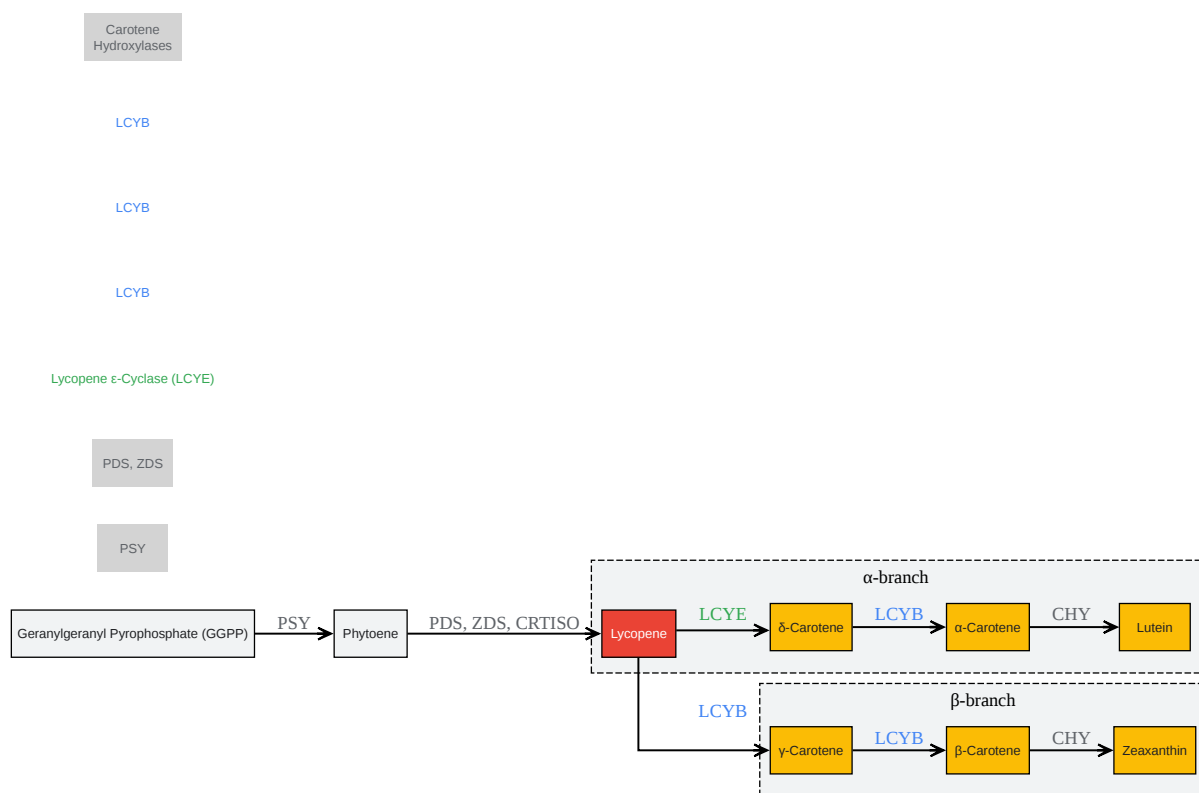 Carotene
Hydroxylases
LCYB
LCYB
LCYB
Lycopene ε-Cyclase (LCYE)
PDS, ZDS
PSY
α-branch
Geranylgeranyl Pyrophosphate (GGPP)
PSY
Phytoene
PDS, ZDS, CRTISO
Lycopene
LCYE
δ-Carotene
LCYB
α-Carotene
CHY
Lutein
β-branch
LCYB
γ-Carotene
LCYB
β-Carotene
CHY
Zeaxanthin